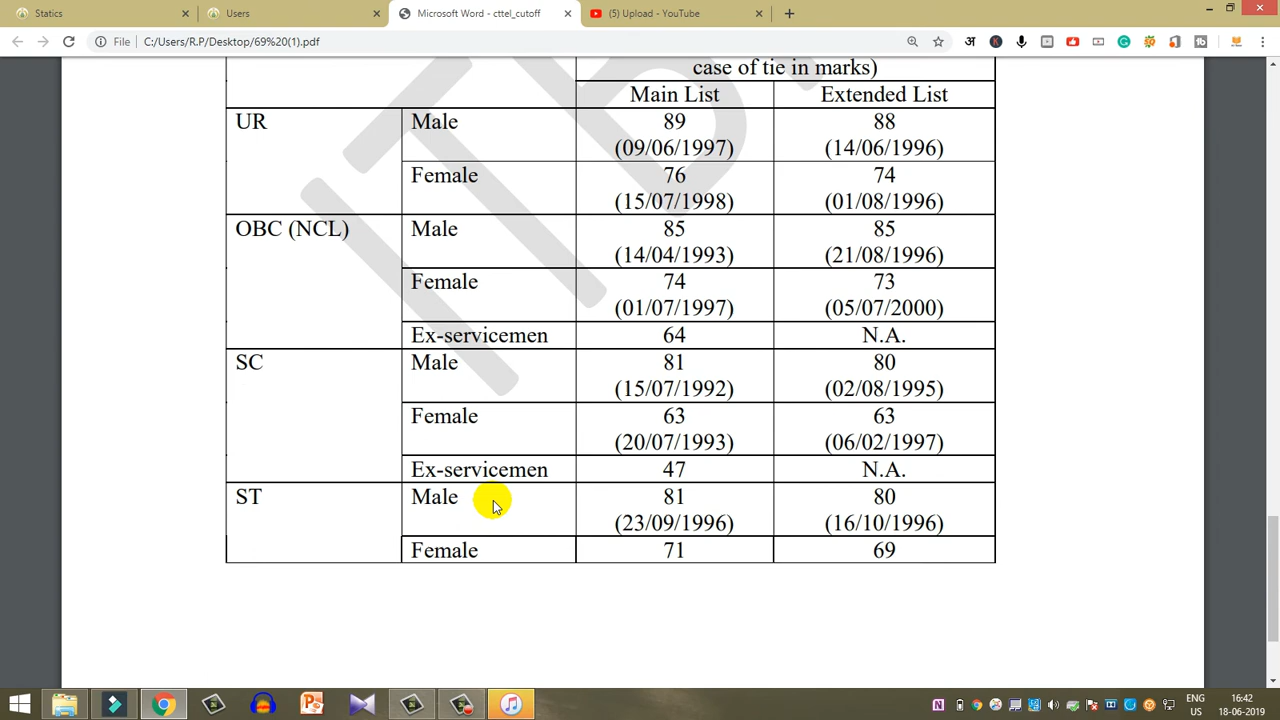 Statics
Users
Microsoft Word - cttel_cutoff
(5) Upload - YouTube
File
C:/Users/R.P/Desktop/69%20(1).pdf
case of tie in marks)
Main List Extended List
UR Male 89 88
(09/06/1997) (14/06/1996)
Female 76 74
(15/07/1998) (01/08/1996)
OBC (NCL) Male 85 85
(14/04/1993) (21/08/1996)
Female 74 73
(01/07/1997) (05/07/2000)
Ex-servicemen 64 N.A.
SC Male 81 80
(15/07/1992) (02/08/1995)
Female 63 63
(20/07/1993) (06/02/1997)
Ex-servicemen 47 N.A.
ST Male 81 80
(23/09/1996) (16/10/1996)
Female 71 69
ITB
ENG 16:42
US 18-06-2019